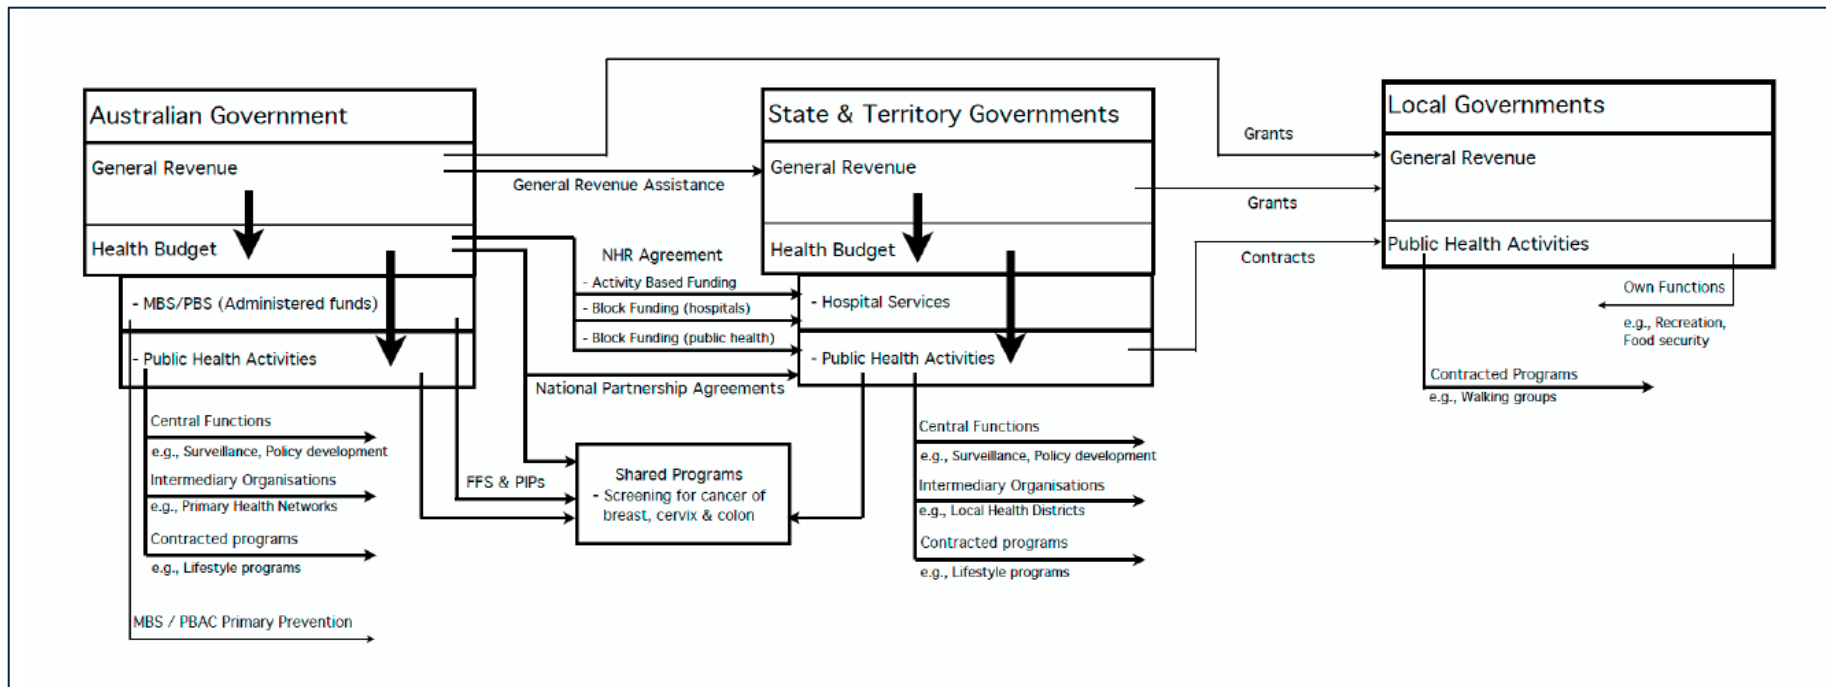 Australian Government
General Revenue
Health Budget
- MBS/PBS (Administered funds)
- Public Health Activities
Central Functions
e.g., Surveillance, Policy development
Intermediary Organisations
e.g., Primary Health Networks
Contracted programs
e.g., Lifestyle programs
MBS / PBAC Primary Prevention
General Revenue Assistance
NHR Agreement
- Activity Based Funding
- Block Funding (hospitals)
- Block Funding (public health)
National Partnership Agreements
FFS & PIPs
Shared Programs
- Screening for cancer of
breast, cervix & colon
State & Territory Governments
General Revenue
Health Budget
- Hospital Services
- Public Health Activities
Central Functions
e.g., Surveillance, Policy development
Intermediary Organisations
e.g., Local Health Districts
Contracted programs
e.g., Lifestyle programs
Grants
Grants
Contracts
Local Governments
General Revenue
Public Health Activities
Own Functions
e.g., Recreation,
Food security
Contracted Programs
e.g., Walking groups